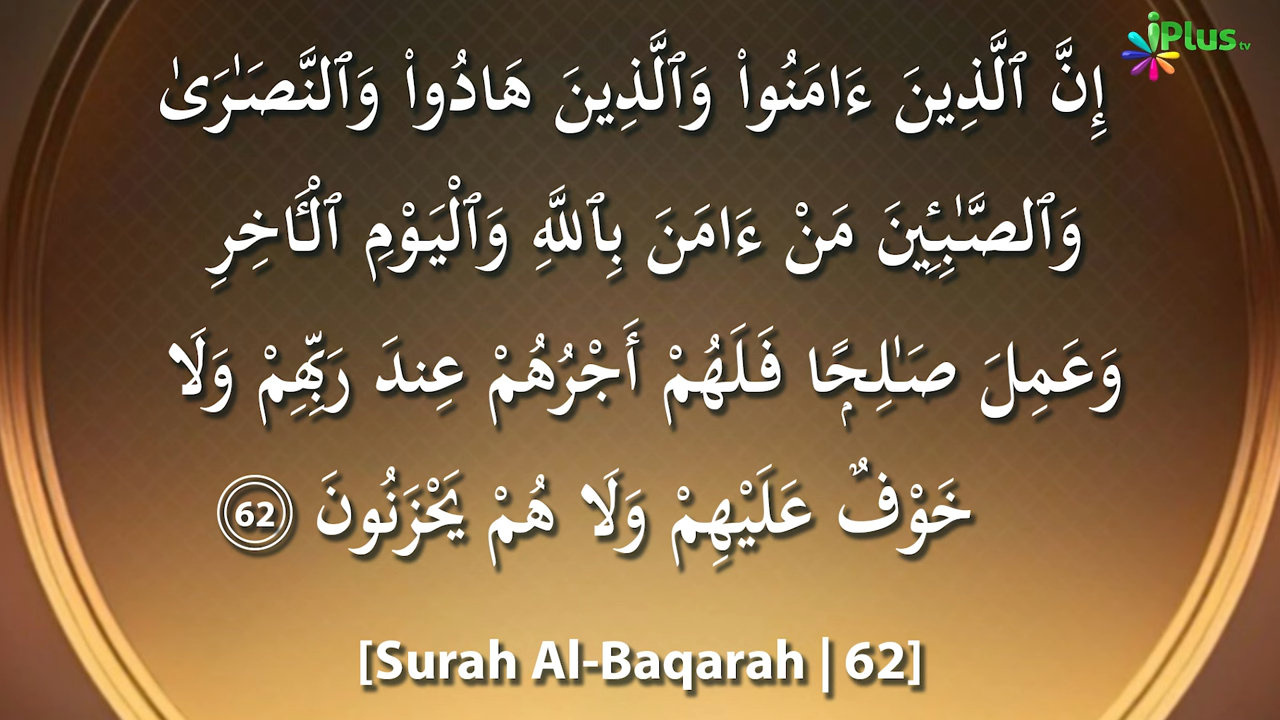 iPlus tv
إِنَّ ٱلَّذِينَ ءَامَنُوا۟ وَٱلَّذِينَ هَادُوا۟ وَٱلنَّصَـٰرَىٰ
وَٱلصَّـٰبِـِٔينَ مَنْ ءَامَنَ بِٱللَّهِ وَٱلْيَوْمِ ٱلْـَٔاخِرِ
وَعَمِلَ صَـٰلِحًۭا فَلَهُمْ أَجْرُهُمْ عِندَ رَبِّهِمْ وَلَا
خَوْفٌ عَلَيْهِمْ وَلَا هُمْ يَحْزَنُونَ 62
[Surah Al-Baqarah | 62]